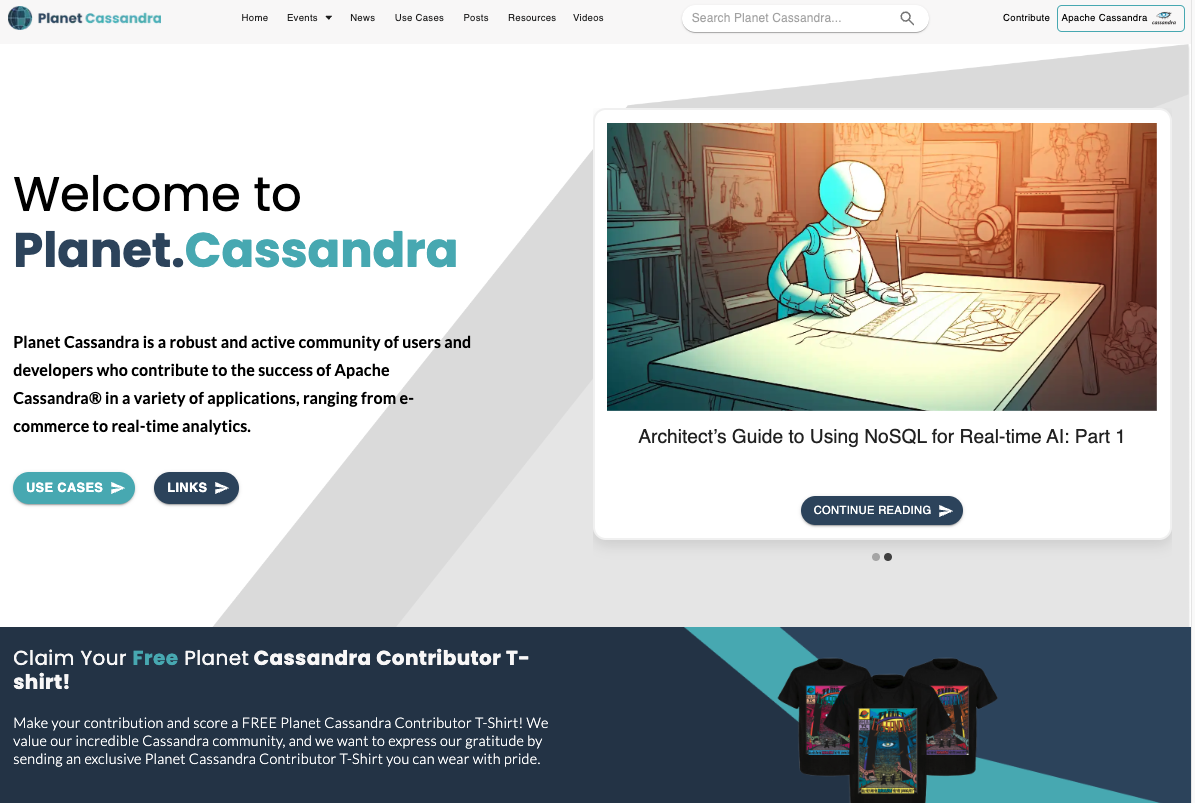 Planet Cassandra
Home Events News Use Cases Posts Resources Videos
Search Planet Cassandra...
Contribute
Apache Cassandra
cassandra
Welcome to
Planet.Cassandra
Planet Cassandra is a robust and active community of users and
developers who contribute to the success of Apache
Cassandra® in a variety of applications, ranging from e-
commerce to real-time analytics.
USE CASES
LINKS
Architect’s Guide to Using NoSQL for Real-time AI: Part 1
CONTINUE READING
Claim Your Free Planet Cassandra Contributor T-
shirt!
Make your contribution and score a FREE Planet Cassandra Contributor T-Shirt! We
value our incredible Cassandra community, and we want to express our gratitude by
sending an exclusive Planet Cassandra Contributor T-Shirt you can wear with pride.